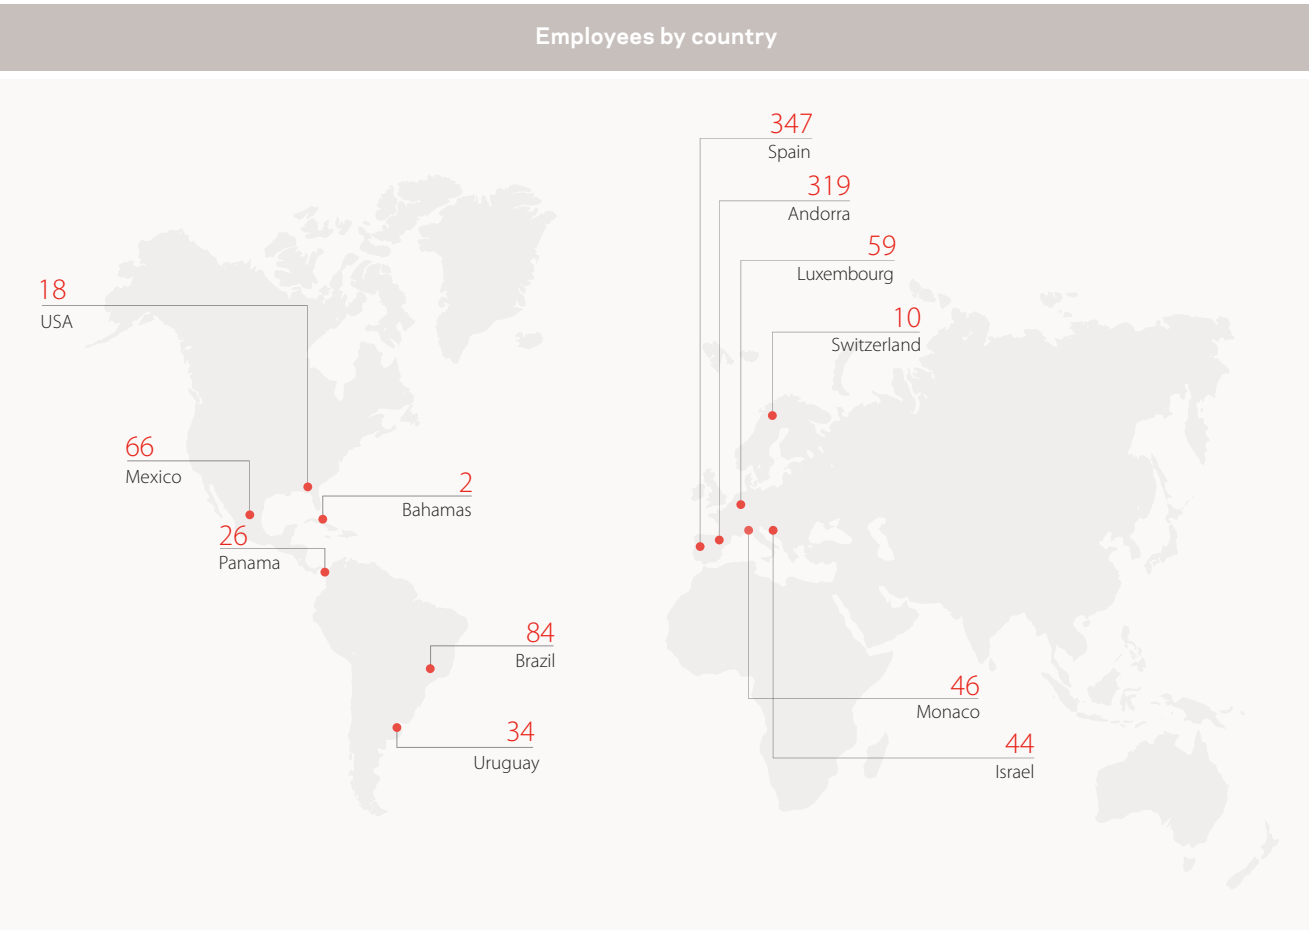 Employees by country
347
Spain
319
Andorra
59
Luxembourg
18
USA
10
Switzerland
66
Mexico
2
Bahamas
26
Panama
84
Brazil
46
Monaco
34
Uruguay
44
Israel